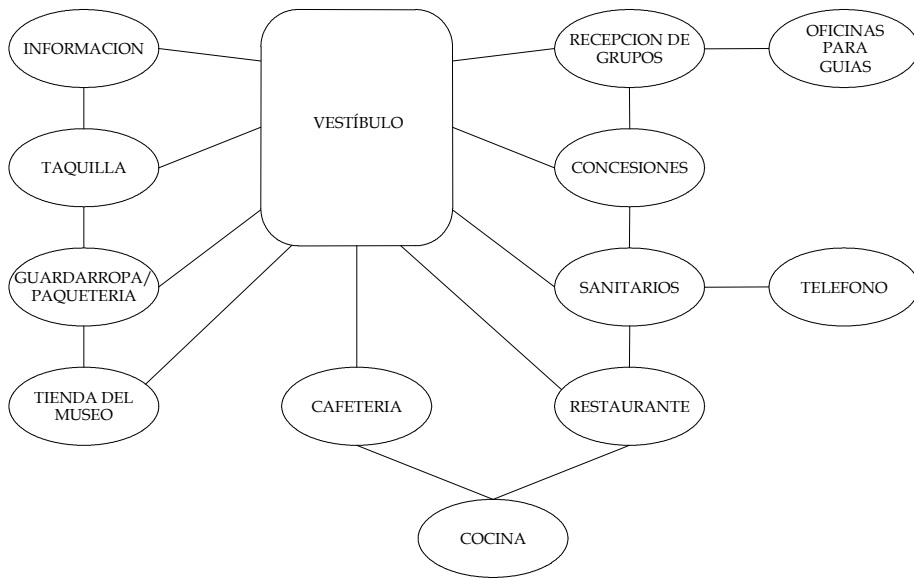 INFORMACION
RECEPCION DE
GRUPOS
OFICINAS
PARA
GUIAS
VESTÍBULO
TAQUILLA
CONCESIONES
GUARDARROPA/
PAQUETERIA
SANITARIOS
TELEFONO
TIENDA DEL
MUSEO
CAFETERIA
RESTAURANTE
COCINA